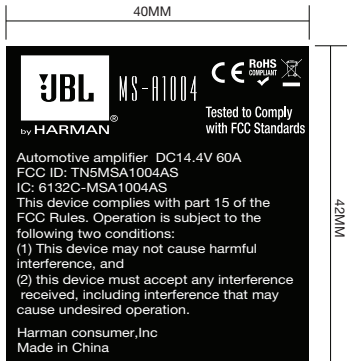 40MM
JBL
by HARMAN®
MS-A1004
CE RoHS
COMPLIANT
Tested to Comply
with FCC Standards
Automotive amplifier DC14.4V 60A
FCC ID: TN5MSA1004AS
IC: 6132C-MSA1004AS
This device complies with part 15 of the
FCC Rules. Operation is subject to the
following two conditions:
(1) This device may not cause harmful
interference, and
(2) this device must accept any interference
received, including interference that may
cause undesired operation.
Harman consumer,Inc
Made in China
42MM